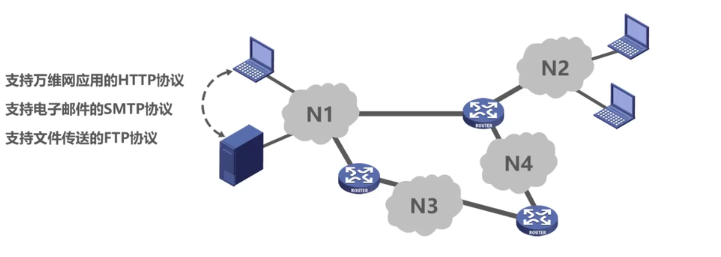 支持万维网应用的HTTP协议
支持电子邮件的SMTP协议
支持文件传送的FTP协议
N1
N2
ROUTER
N4
ROUTER
N3
ROUTER